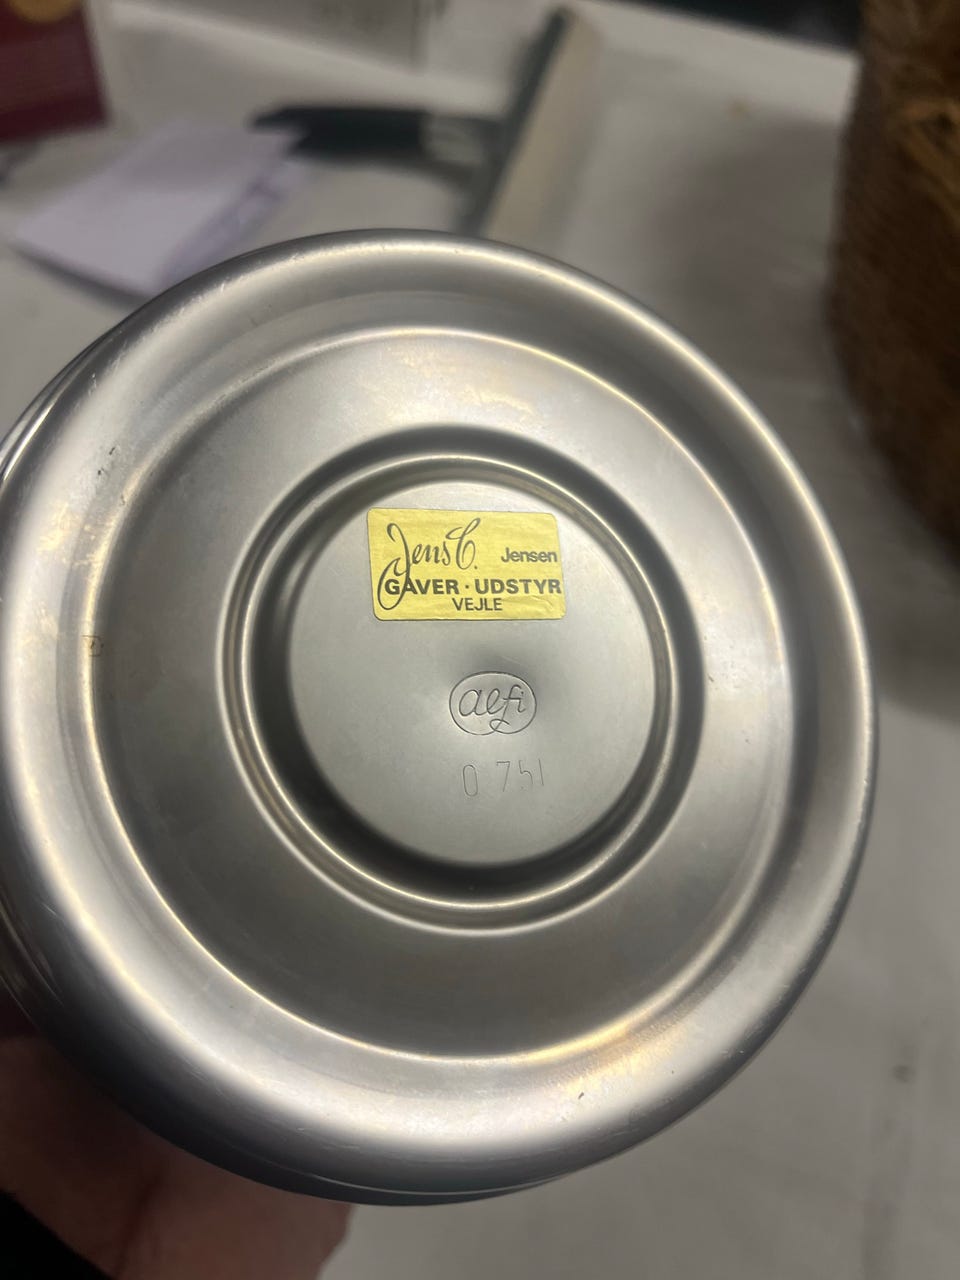 Jens C. Jensen
GAVER · UDSTYR
VEJLE
alfi
0 75l